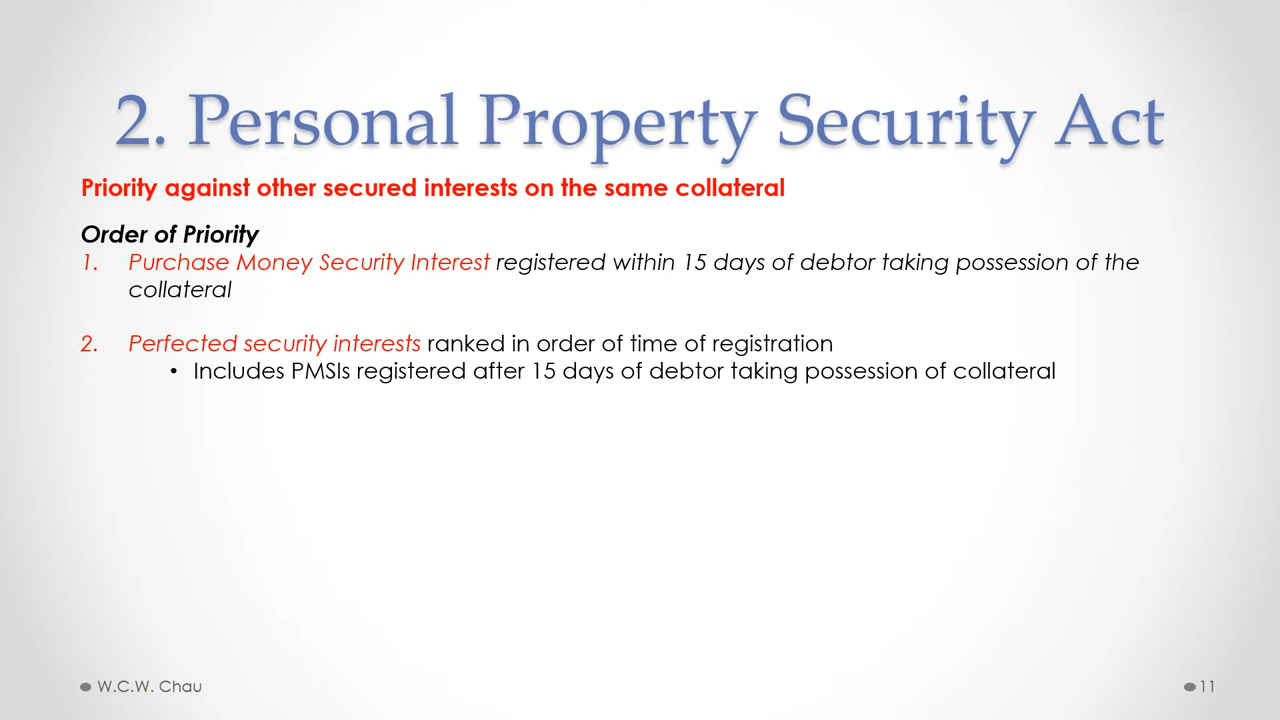 2. Personal Property Security Act
Priority against other secured interests on the same collateral
Order of Priority
1. Purchase Money Security Interest registered within 15 days of debtor taking possession of the
collateral
2. Perfected security interests ranked in order of time of registration
• Includes PMSIs registered after 15 days of debtor taking possession of collateral
W.C.W. Chau
11